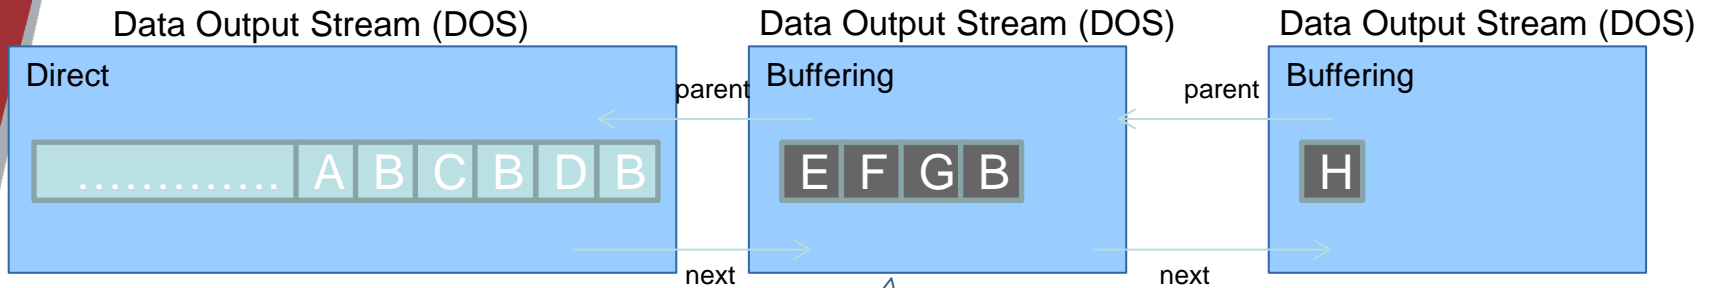 Data Output Stream (DOS) Data Output Stream (DOS) Data Output Stream (DOS)
Direct Buffering Buffering
parent parent
............. A B C B D B E F G B H
next next